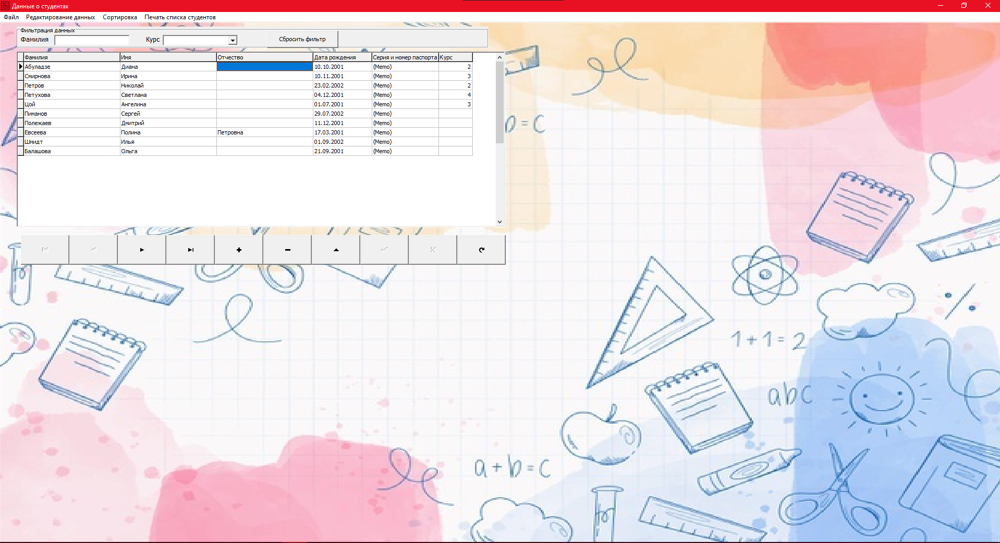 Данные о студентах
Файл Редактирование данных Сортировка Печать списка студентов
Фильтрация данных
Фамилия Курс Сбросить фильтр
Фамилия Имя Отчество Дата рождения Серия и номер паспорта Курс
Абуладзе Диана 10.10.2001 (Memo) 2
Смирнова Ирина 10.11.2001 (Memo) 3
Петров Николай 23.02.2002 (Memo) 2
Петухова Светлана 04.12.2001 (Memo) 4
Цой Ангелина 01.07.2001 (Memo) 3
Пиманов Сергей 29.07.2002 (Memo)
Полежаев Дмитрий 11.12.2001 (Memo)
Евсеева Полина Петровна 17.03.2001 (Memo)
Шмидт Илья 01.09.2002 (Memo)
Балашова Ольга 21.09.2001 (Memo)
b = c
1 + 1 = 2
abc
a + b = c